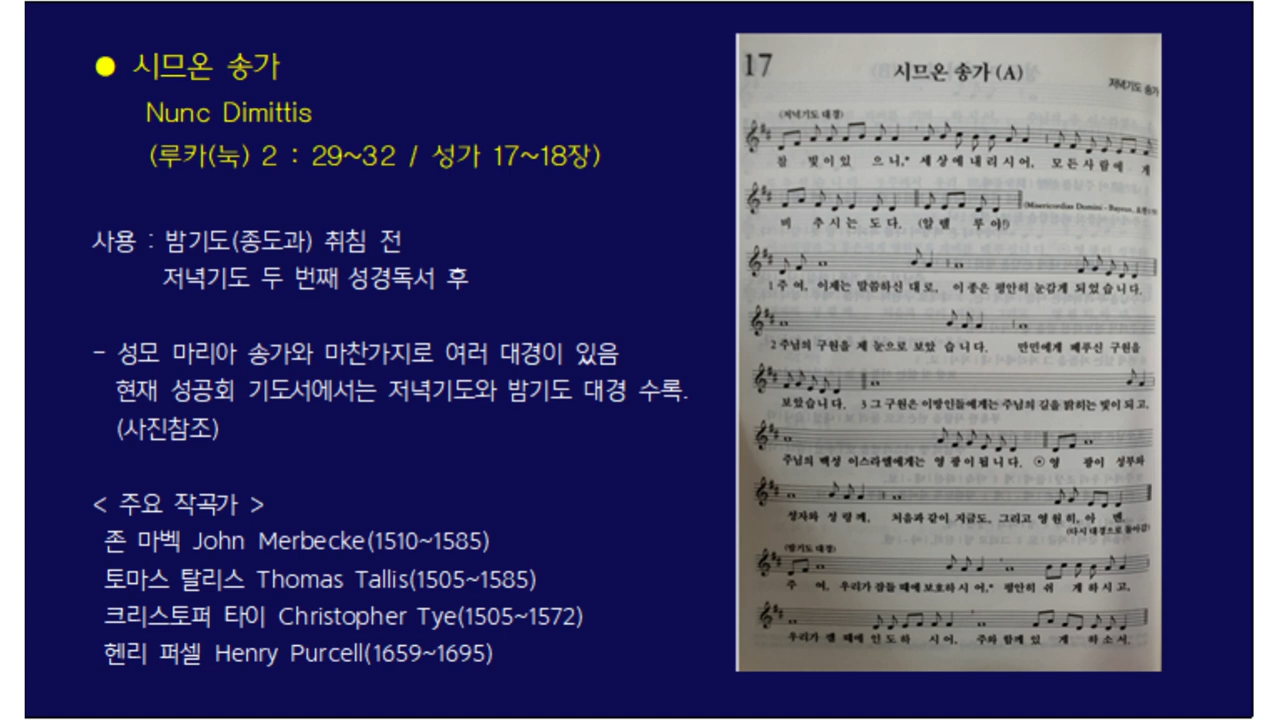 ● 시므온 송가
Nunc Dimittis
(루카(눅) 2 : 29~32 / 성가 17~18장)
사용 : 밤기도(종도과) 취침 전
저녁기도 두 번째 성경독서 후
- 성모 마리아 송가와 마찬가지로 여러 대경이 있음
현재 성공회 기도서에서는 저녁기도와 밤기도 대경 수록.
(사진참조)
< 주요 작곡가 >
존 마벡 John Merbecke(1510~1585)
토마스 탈리스 Thomas Tallis(1505~1585)
크리스토퍼 타이 Christopher Tye(1505~1572)
헨리 퍼셀 Henry Purcell(1659~1695)
17
시므온 송가 (A)
저녁기도 송가
(저녁기도 대경)
참 빛이 있 으니,* 세상에 내리시어, 모든 사람에 게
비 추시는 도다. (알렐 루야!)
(Misericordias Domini -
1 주여, 이제는 말씀하신 대로, 이 종은 평안히 눈감게 되었습니다.
2 주님의 구원을 제 눈으로 보았 습니다. 만민에게 베푸신 구원을
보았습니다. 3 그 구원은 이방인들에게는 주님의 길을 밝히는 빛이 되고,
주님의 백성 이스라엘에게는 영광이 됩니다. ⊙ 영 광이 성부와
성자와 성령께, 처음과 같이 지금도, 그리고 영원히, 아 멘.
(다시 대경으로 돌아감)
(밤기도 대경)
주 여, 우리가 잠들 때에 보호하시어,* 평안히 쉬 게 하시고,
우리가 깰 때에 인도하 시어, 주와 함께 있 게 하소서.